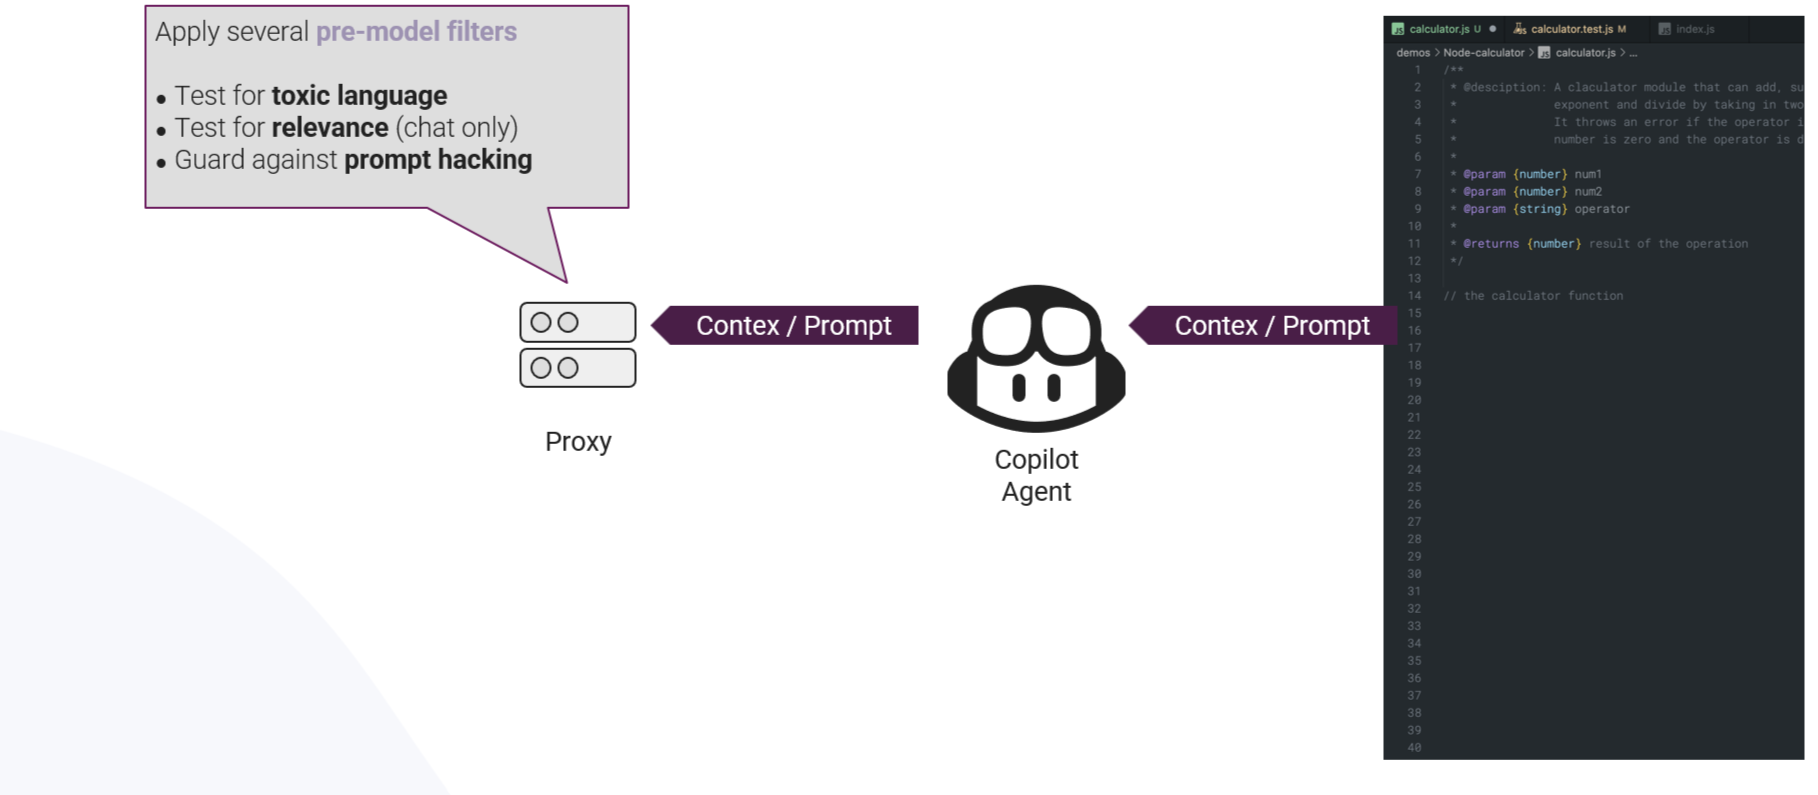 Apply several pre-model filters
• Test for toxic language
• Test for relevance (chat only)
• Guard against prompt hacking
Proxy
Contex / Prompt
Copilot
Agent
Contex / Prompt
calculator.js U ● calculator.test.js M index.js
demos > Node-calculator > calculator.js > ...
1 /**
2 * @desciption: A claculator module that can add, su
3 * exponent and divide by taking in two
4 * It throws an error if the operator i
5 * number is zero and the operator is d
6 *
7 * @param {number} num1
8 * @param {number} num2
9 * @param {string} operator
10 *
11 * @returns {number} result of the operation
12 */
13
14 // the calculator function
15
16
17
18
19
20
21
22
23
24
25
26
27
28
29
30
31
32
33
34
35
36
37
38
39
40